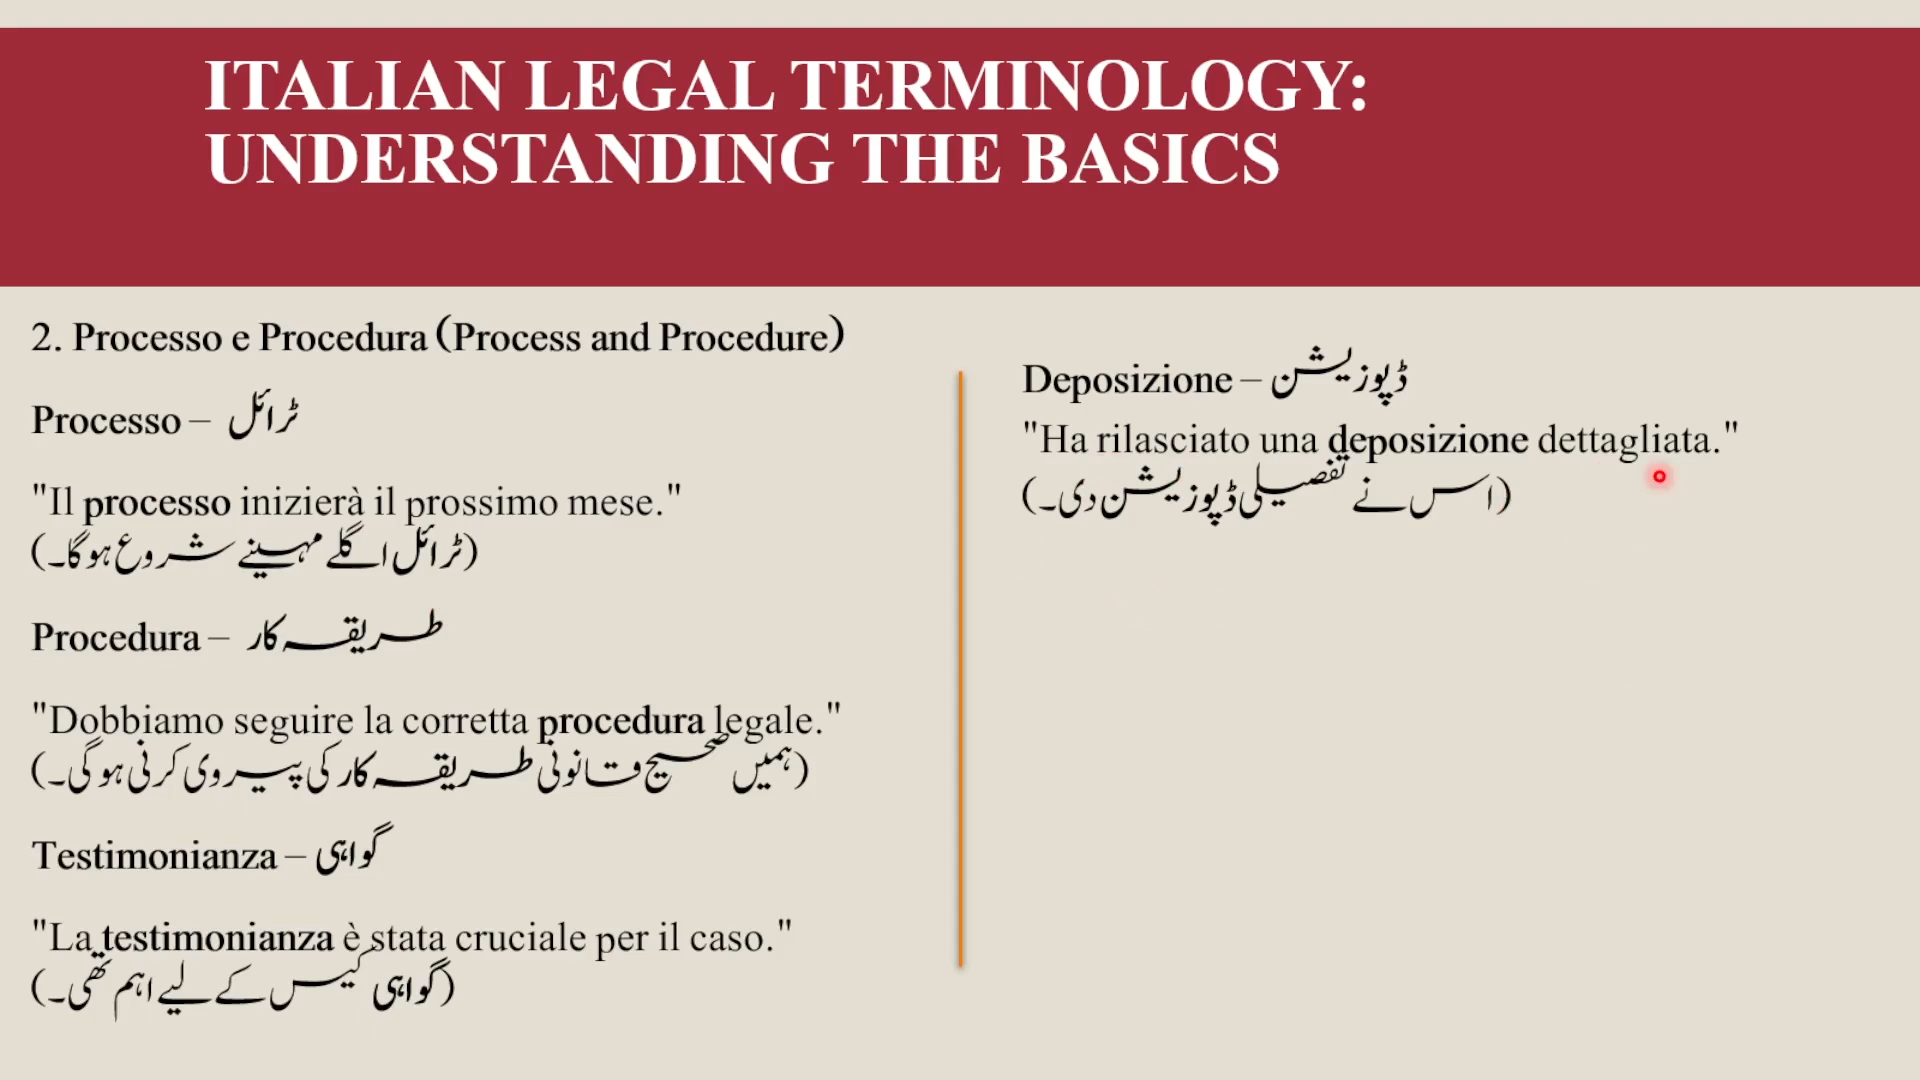 ITALIAN LEGAL TERMINOLOGY:
UNDERSTANDING THE BASICS
2. Processo e Procedura (Process and Procedure)
Processo – ٹرائل
"Il processo inizierà il prossimo mese."
(ٹرائل اگلے مہینے شروع ہوگا۔)
Procedura – طریقہ کار
"Dobbiamo seguire la corretta procedura legale."
(ہمیں صحیح قانونی طریقہ کار کی پیروی کرنی ہوگی۔)
Testimonianza – گواہی
"La testimonianza è stata cruciale per il caso."
(گواہی کیس کے لیے اہم تھی۔)
Deposizione – ڈپوزیشن
"Ha rilasciato una deposizione dettagliata."
(اس نے تفصیلی ڈپوزیشن دی۔)